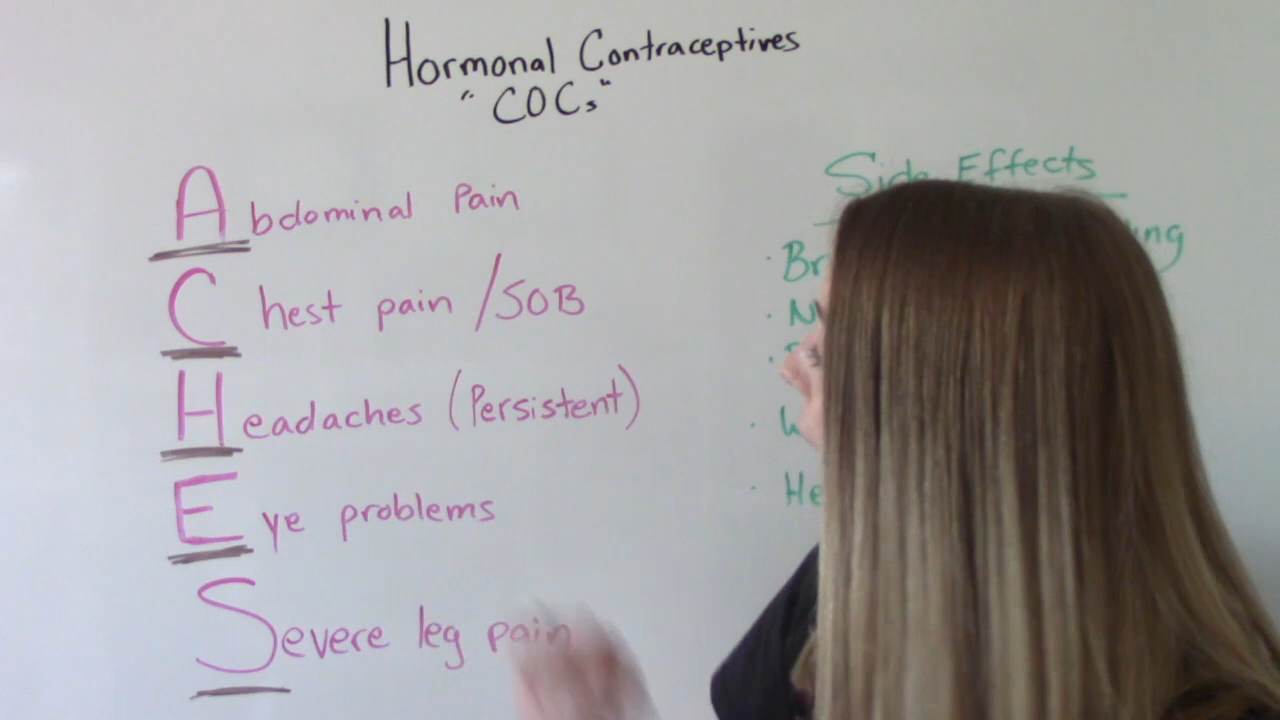 Hormonal Contraceptives
"COCs"
Abdominal Pain
Chest pain /SOB
Headaches (Persistent)
Eye problems
Severe leg pain
Side Effects